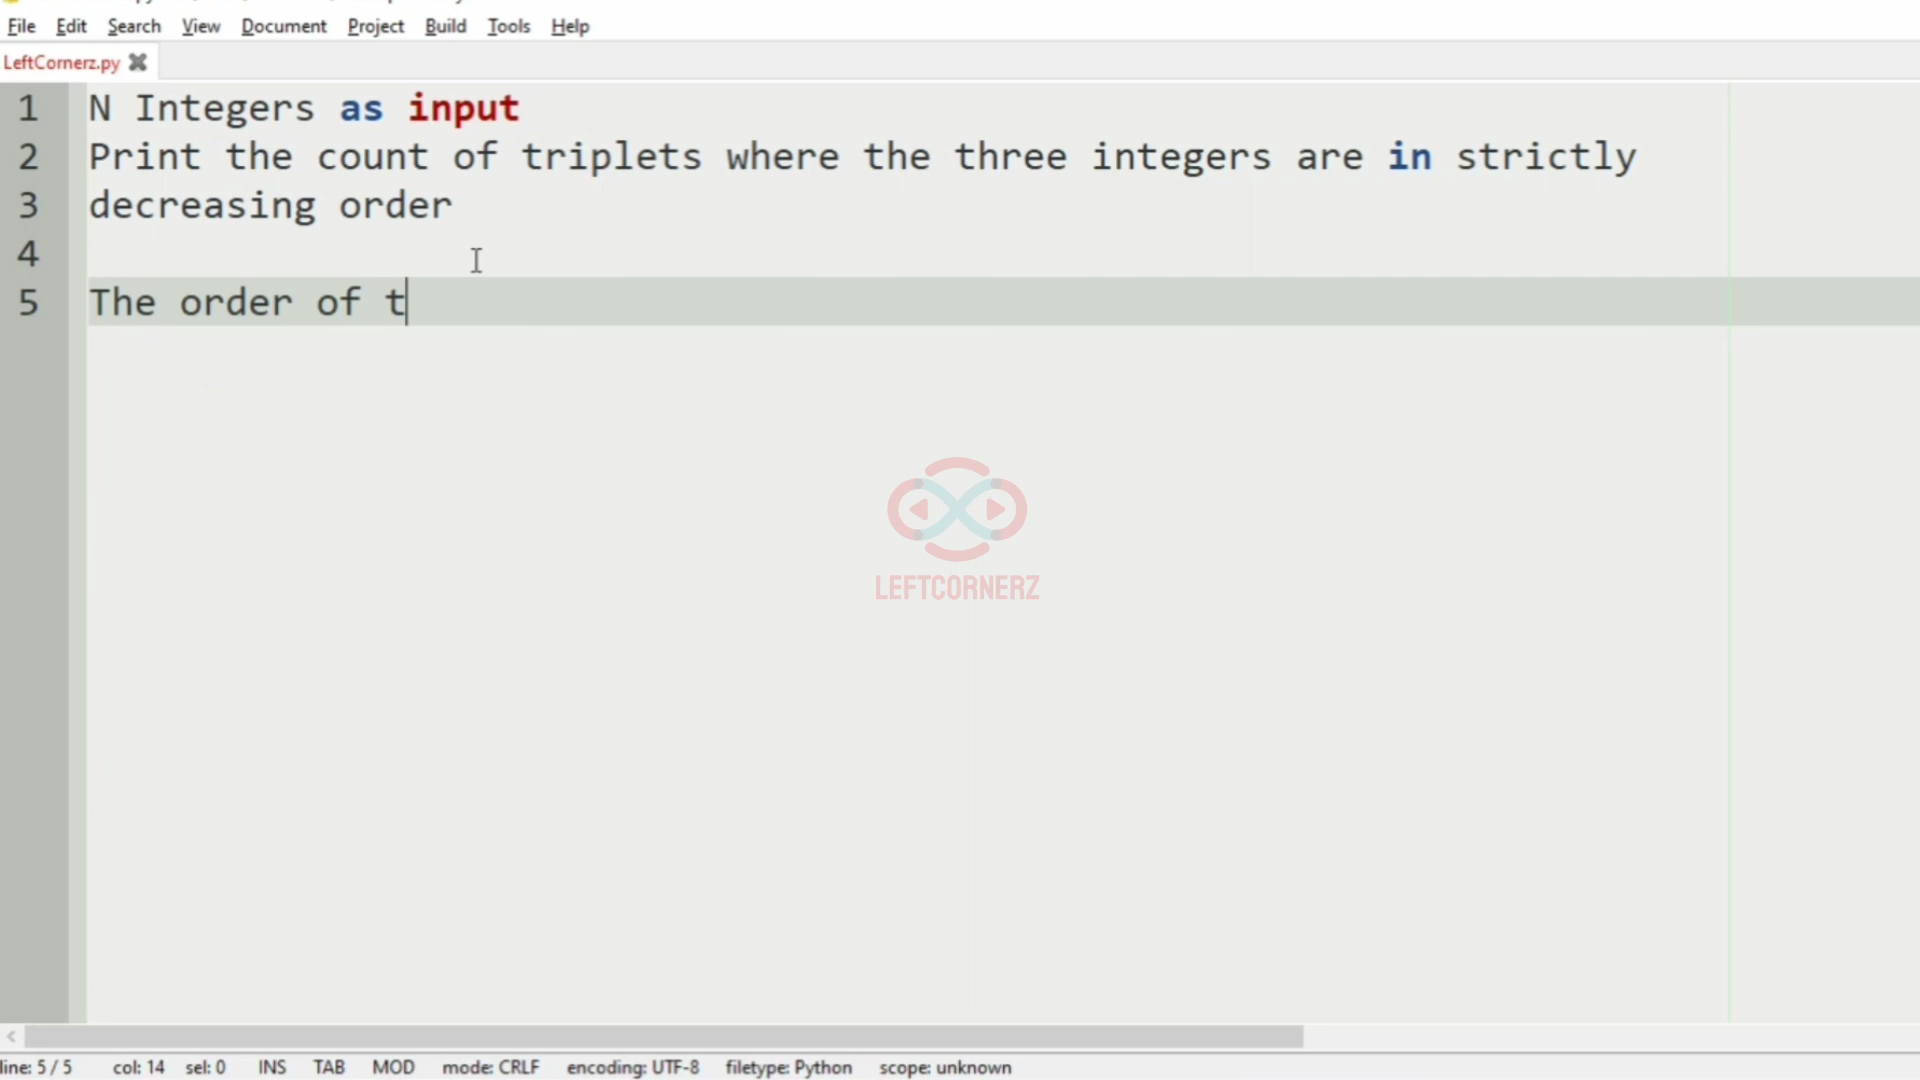 File Edit Search View Document Project Build Tools Help
LeftCornerz.py
1 N Integers as input
2 Print the count of triplets where the three integers are in strictly
3 decreasing order
4
5 The order of t
LEFTCORNERZ
line: 5 / 5 col: 14 sel: 0 INS TAB MOD mode: CRLF encoding: UTF-8 filetype: Python scope: unknown